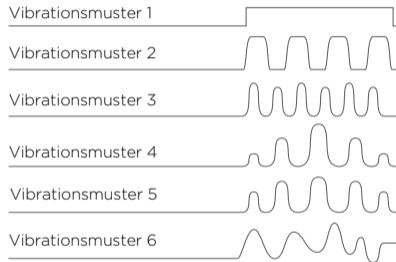 Vibrationsmuster 1
Vibrationsmuster 2
Vibrationsmuster 3
Vibrationsmuster 4
Vibrationsmuster 5
Vibrationsmuster 6